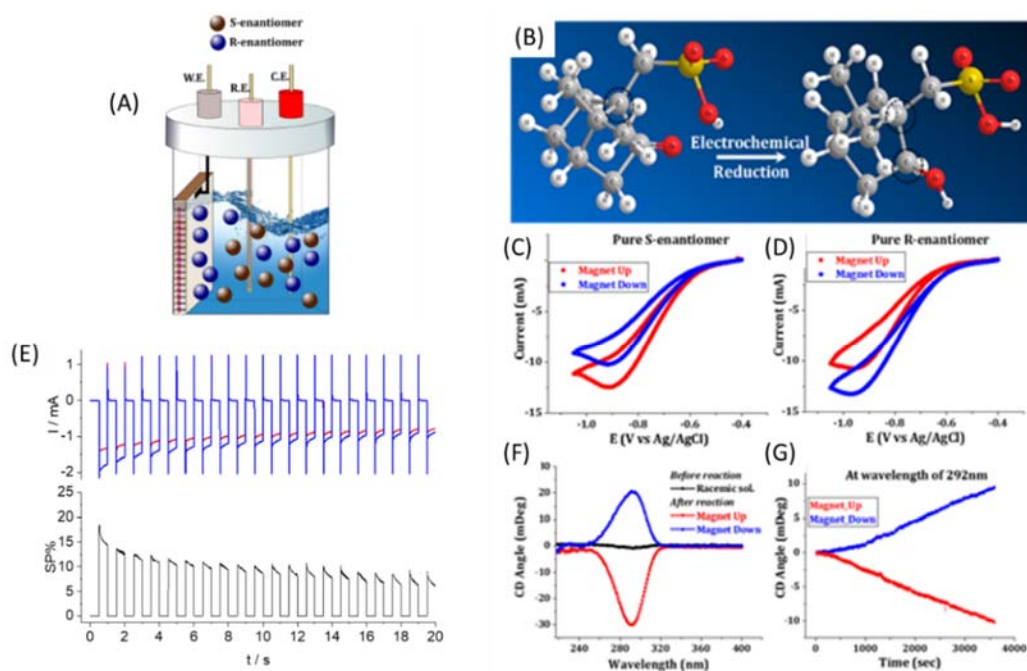 S-enantiomer
R-enantiomer
(A)
W.E.
R.E.
C.E.
(B)
Electrochemical
Reduction
(C)
Pure S-enantiomer
Magnet Up
Magnet Down
0
-5
-10
-15
Current (mA)
-1.0
-0.8
-0.6
-0.4
E (V vs Ag/AgCl)
(D)
Pure R-enantiomer
Magnet Up
Magnet Down
0
-5
-10
-15
Current (mA)
-1.0
-0.8
-0.6
-0.4
E (V vs Ag/AgCl)
(E)
1
0
-1
-2
I / mA
25
20
15
10
5
0
SP%
0 2 4 6 8 10 12 14 16 18 20
t / s
(F)
Before reaction
Racemic sol.
After reaction
Magnet Up
Magnet Down
30
20
10
0
-10
-20
-30
CD Angle (mDeg)
240 280 320 360 400
Wavelength (nm)
(G)
At wavelength of 292nm
Magnet_Up
Magnet_Down
10
5
0
-5
-10
CD Angle (mDeg)
0 1000 2000 3000 4000
Time (sec)